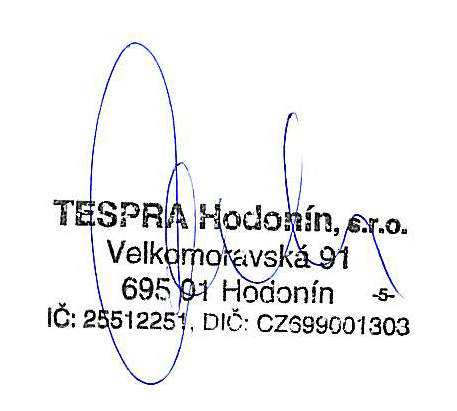 TESPRA Hodonín, s.r.o.
Velkomoravská 91
695 01 Hodonín -5-
IČ: 25512251, DIČ: CZ699001303